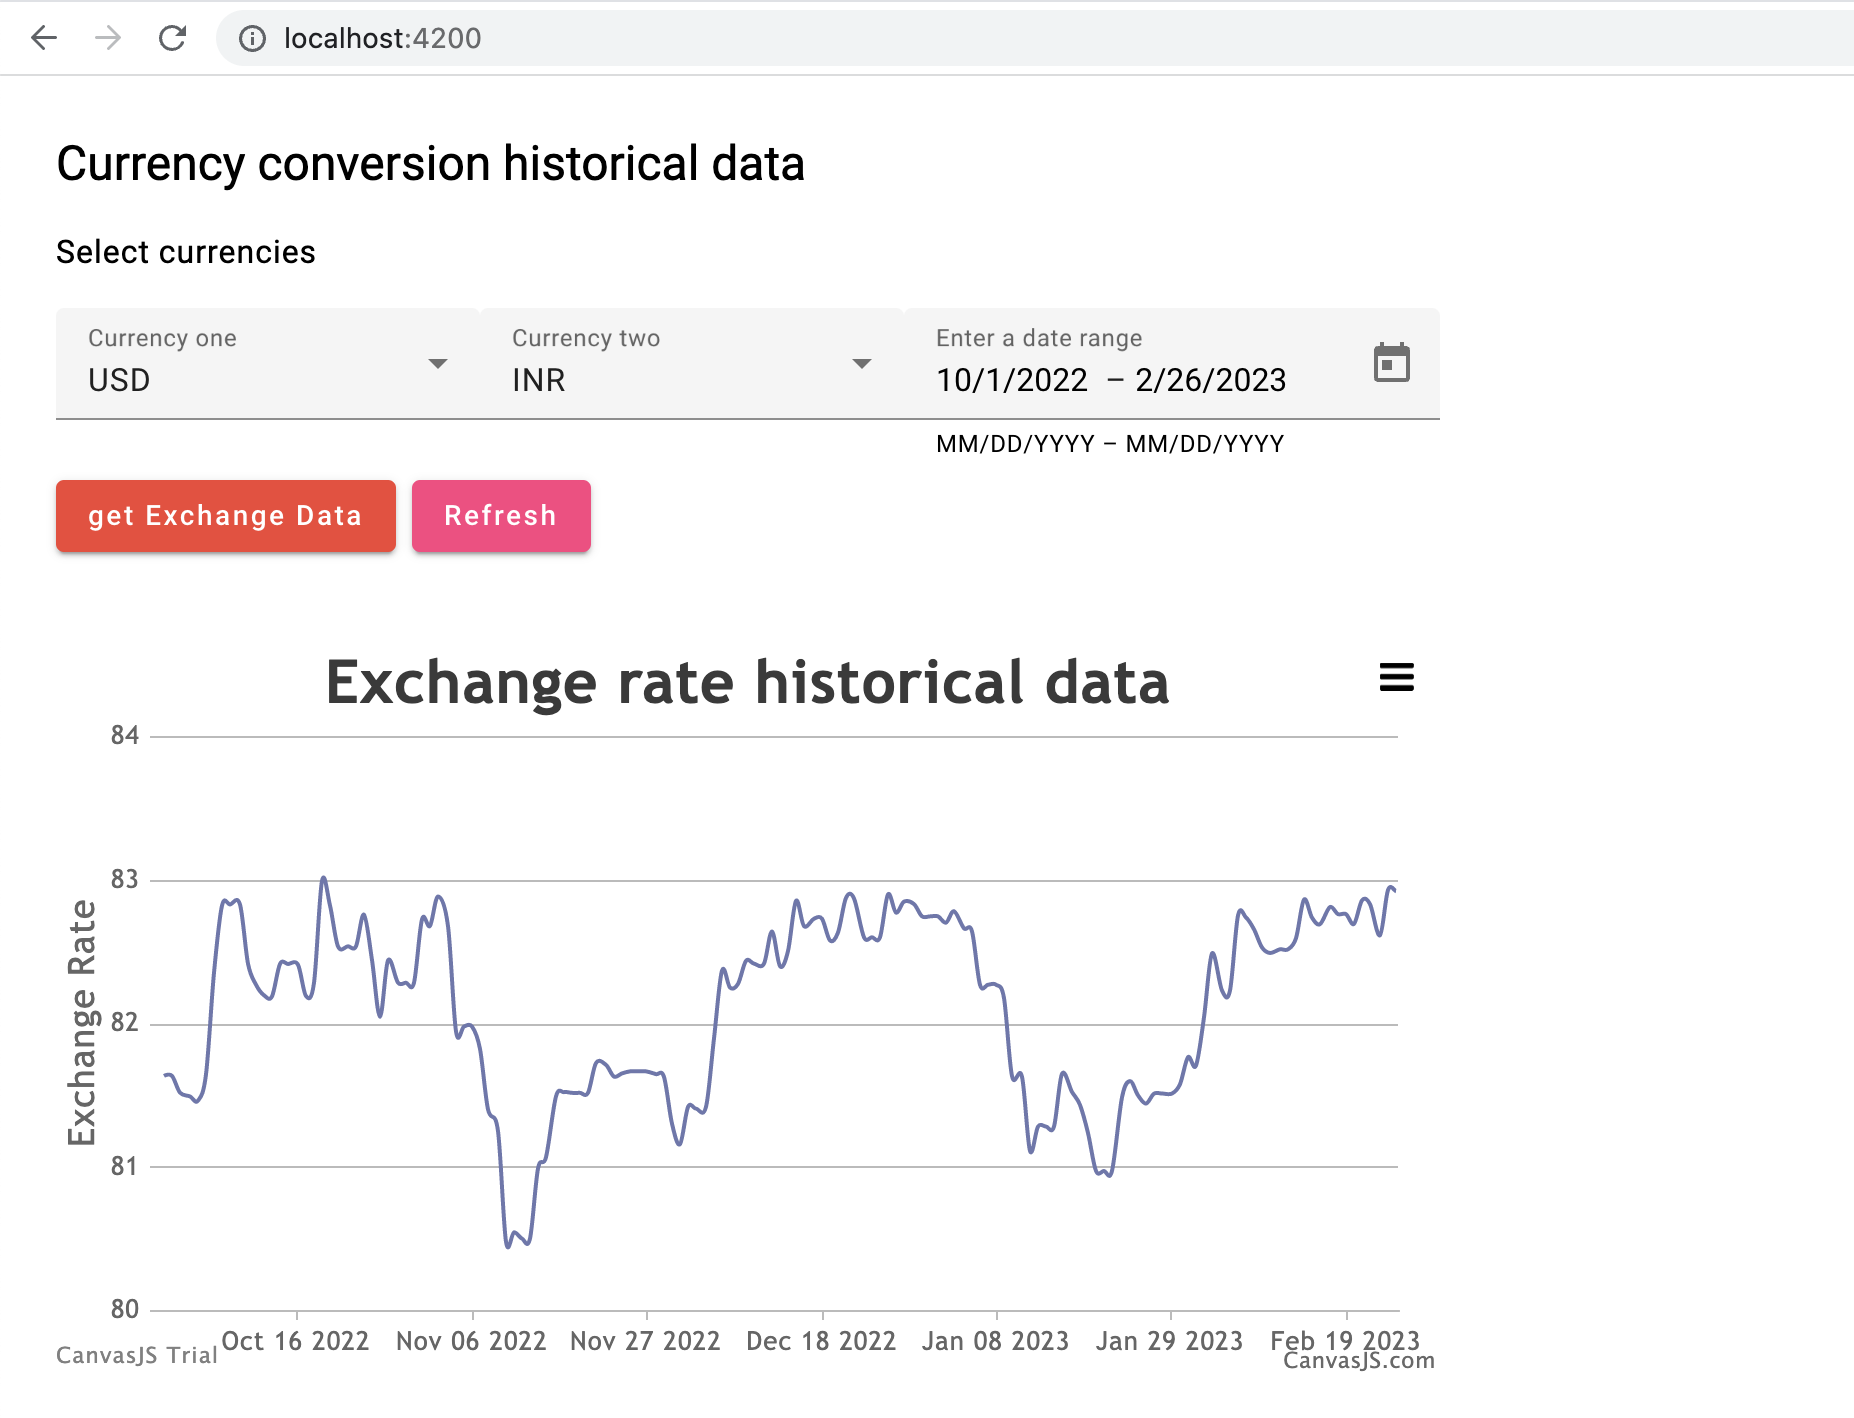 localhost:4200
Currency conversion historical data
Select currencies
Currency one
USD
Currency two
INR
Enter a date range
10/1/2022 – 2/26/2023
MM/DD/YYYY – MM/DD/YYYY
get Exchange Data
Refresh
Exchange rate historical data
Exchange Rate
84
83
82
81
80
Oct 16 2022
Nov 06 2022
Nov 27 2022
Dec 18 2022
Jan 08 2023
Jan 29 2023
Feb 19 2023
CanvasJS Trial
CanvasJS.com